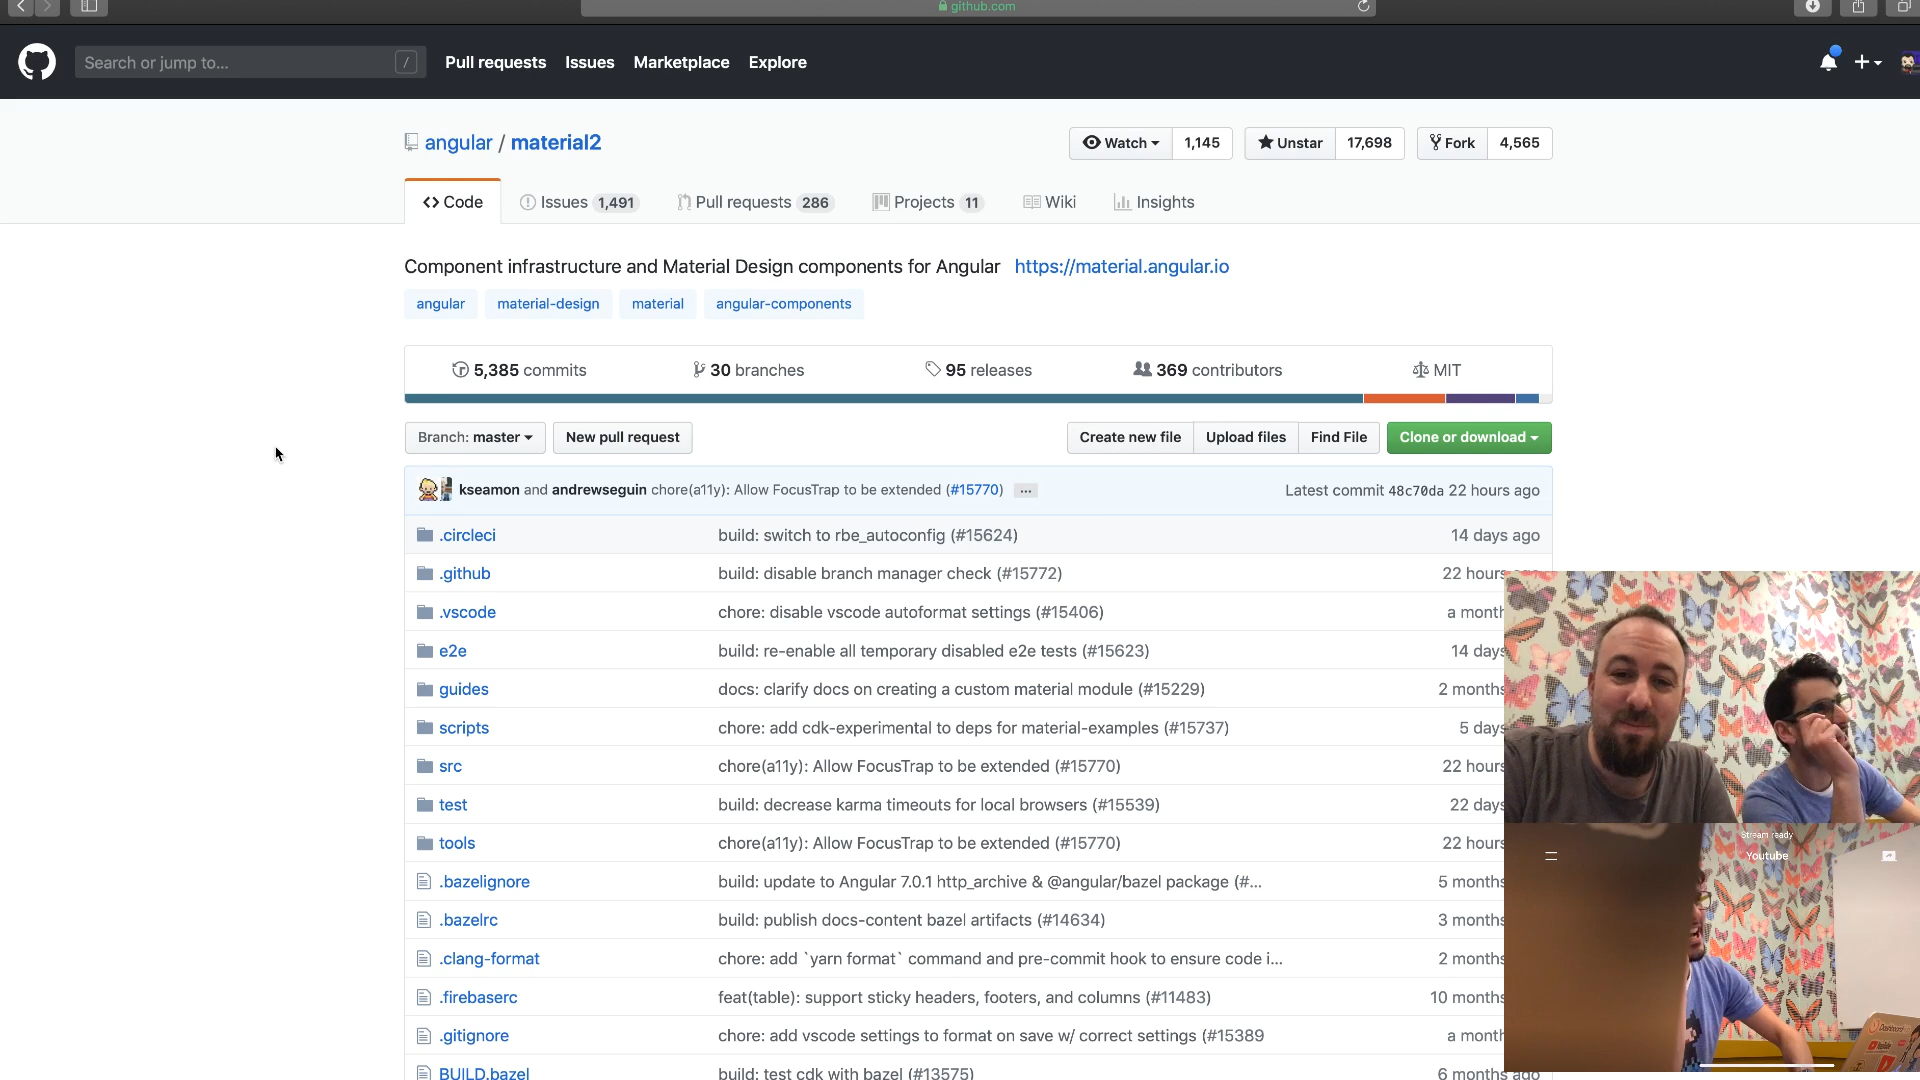 github.com
Search or jump to... /
Pull requests Issues Marketplace Explore
angular / material2
Watch 1,145 Unstar 17,698 Fork 4,565
Code Issues 1,491 Pull requests 286 Projects 11 Wiki Insights
Component infrastructure and Material Design components for Angular https://material.angular.io
angular material-design material angular-components
5,385 commits 30 branches 95 releases 369 contributors MIT
Branch: master New pull request Create new file Upload files Find File Clone or download
kseamon and andrewseguin chore(a11y): Allow FocusTrap to be extended (#15770) ... Latest commit 48c70da 22 hours ago
.circleci build: switch to rbe_autoconfig (#15624) 14 days ago
.github build: disable branch manager check (#15772) 22 hours ago
.vscode chore: disable vscode autoformat settings (#15406) a month
e2e build: re-enable all temporary disabled e2e tests (#15623) 14 days
guides docs: clarify docs on creating a custom material module (#15229) 2 months
scripts chore: add cdk-experimental to deps for material-examples (#15737) 5 days
src chore(a11y): Allow FocusTrap to be extended (#15770) 22 hours
test build: decrease karma timeouts for local browsers (#15539) 22 days
tools chore(a11y): Allow FocusTrap to be extended (#15770) 22 hours
Stream ready
Youtube
.bazelignore build: update to Angular 7.0.1 http_archive & @angular/bazel package (#... 5 months
.bazelrc build: publish docs-content bazel artifacts (#14634) 3 months
.clang-format chore: add `yarn format` command and pre-commit hook to ensure code i... 2 months
.firebaserc feat(table): support sticky headers, footers, and columns (#11483) 10 months
.gitignore chore: add vscode settings to format on save w/ correct settings (#15389 a month
BUILD.bazel build: test cdk with bazel (#13575) 6 months ago